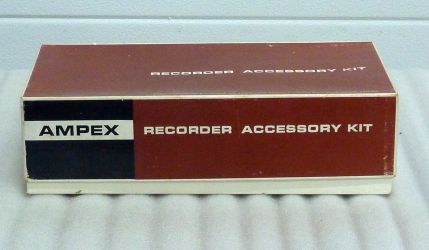 RECORDER ACCESSORY KIT
AMPEX RECORDER ACCESSORY KIT